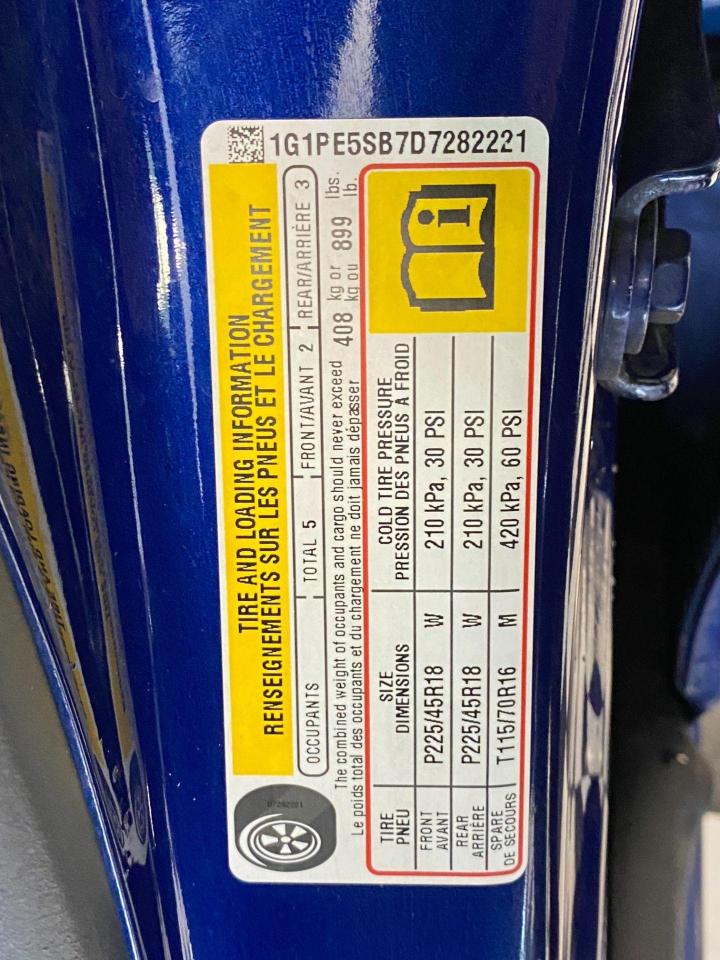 1G1PE5SB7D7282221
TIRE AND LOADING INFORMATION
RENSEIGNEMENTS SUR LES PNEUS ET LE CHARGEMENT
OCCUPANTS TOTAL 5 FRONT/AVANT 2 REAR/ARRIÈRE 3
The combined weight of occupants and cargo should never exceed 408 kg or 899 lbs.
Le poids total des occupants et du chargement ne doit jamais dépasser kg ou lb.
TIRE SIZE COLD TIRE PRESSURE
PNEU DIMENSIONS PRESSION DES PNEUS À FROID
FRONT
AVANT P225/45R18 W 210 kPa, 30 PSI
REAR
ARRIÈRE P225/45R18 W 210 kPa, 30 PSI
SPARE
DE SECOURS T115/70R16 M 420 kPa, 60 PSI